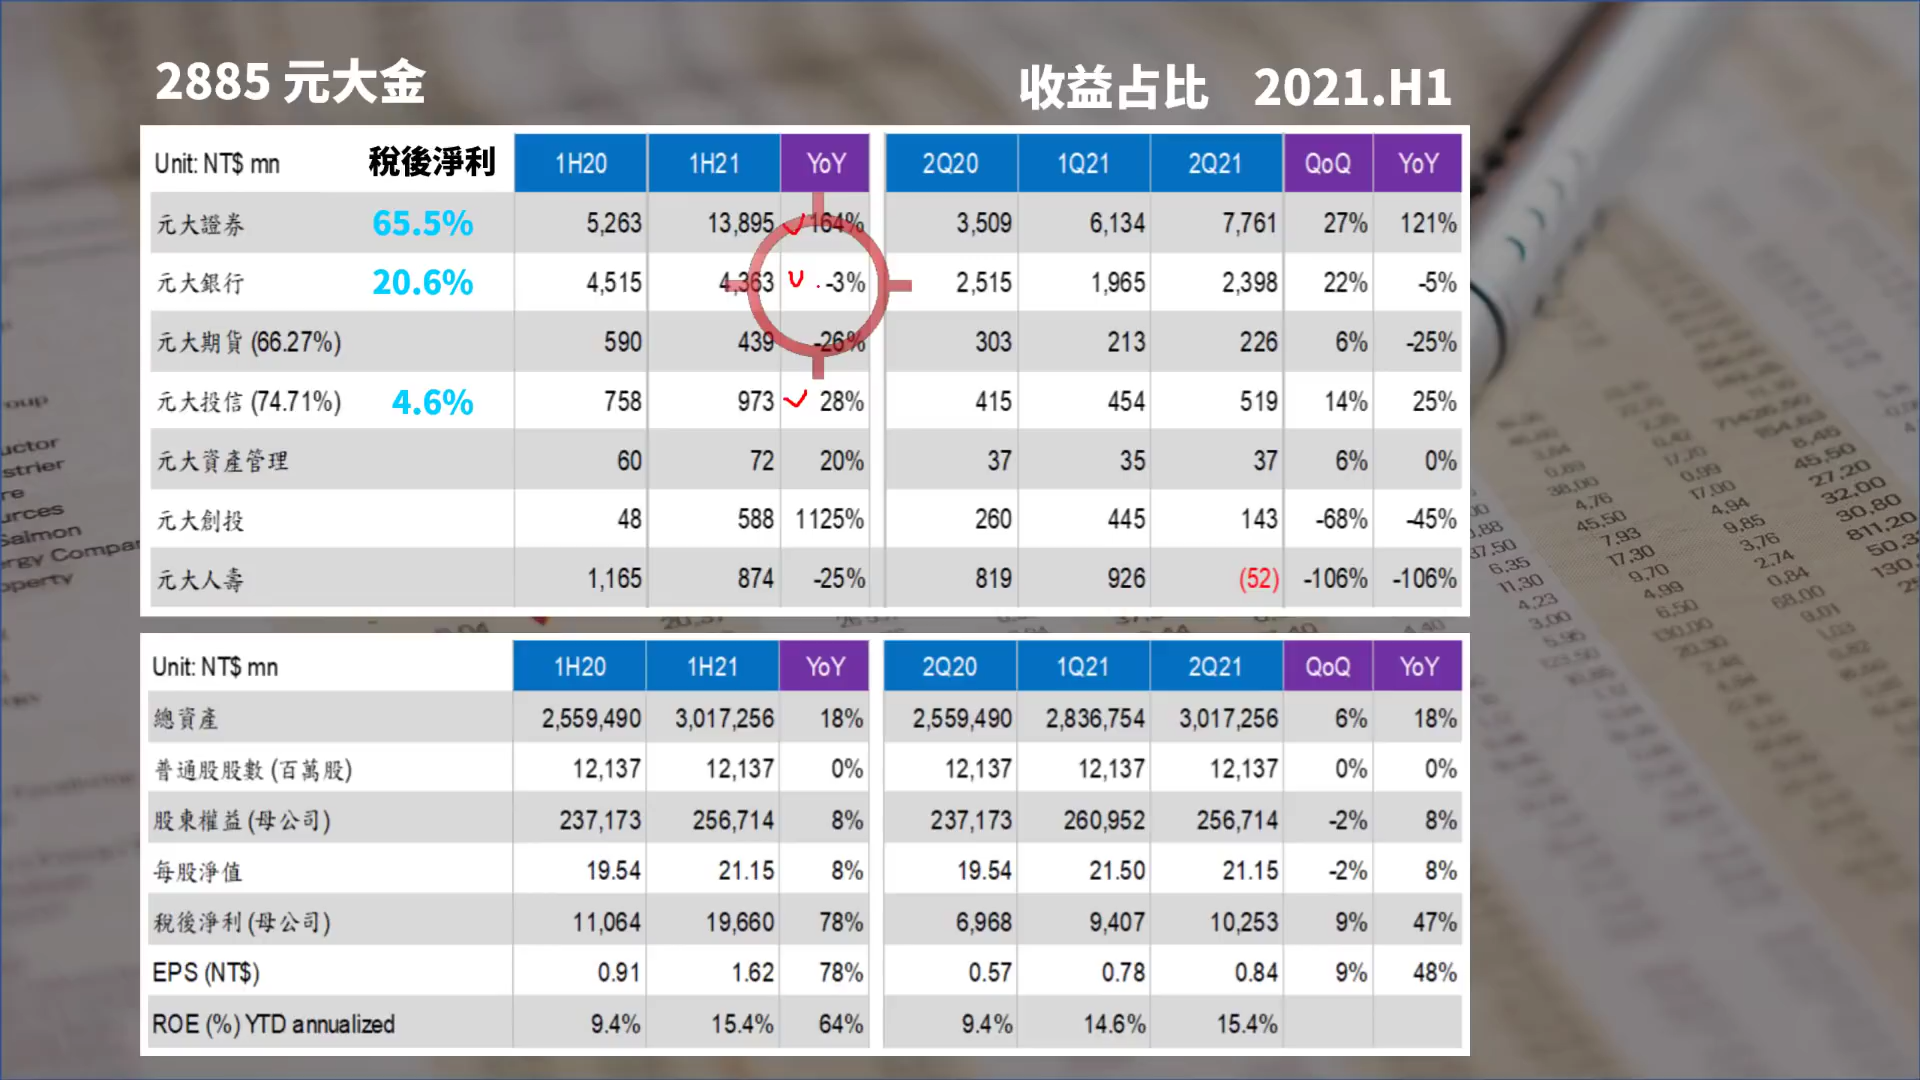 2885 元大金
收益占比 2021.H1
Unit: NT$ mn 稅後淨利 1H20 1H21 YoY 2Q20 1Q21 2Q21 QoQ YoY
元大證券 65.5% 5,263 13,895 164% 3,509 6,134 7,761 27% 121%
元大銀行 20.6% 4,515 4,363 -3% 2,515 1,965 2,398 22% -5%
元大期貨 (66.27%) 590 439 -26% 303 213 226 6% -25%
元大投信 (74.71%) 4.6% 758 973 28% 415 454 519 14% 25%
元大資產管理 60 72 20% 37 35 37 6% 0%
元大創投 48 588 1125% 260 445 143 -68% -45%
元大人壽 1,165 874 -25% 819 926 (52) -106% -106%
Unit: NT$ mn 1H20 1H21 YoY 2Q20 1Q21 2Q21 QoQ YoY
總資產 2,559,490 3,017,256 18% 2,559,490 2,836,754 3,017,256 6% 18%
普通股股數 (百萬股) 12,137 12,137 0% 12,137 12,137 12,137 0% 0%
股東權益 (母公司) 237,173 256,714 8% 237,173 260,952 256,714 -2% 8%
每股淨值 19.54 21.15 8% 19.54 21.50 21.15 -2% 8%
稅後淨利 (母公司) 11,064 19,660 78% 6,968 9,407 10,253 9% 47%
EPS (NT$) 0.91 1.62 78% 0.57 0.78 0.84 9% 48%
ROE (%) YTD annualized 9.4% 15.4% 64% 9.4% 14.6% 15.4%